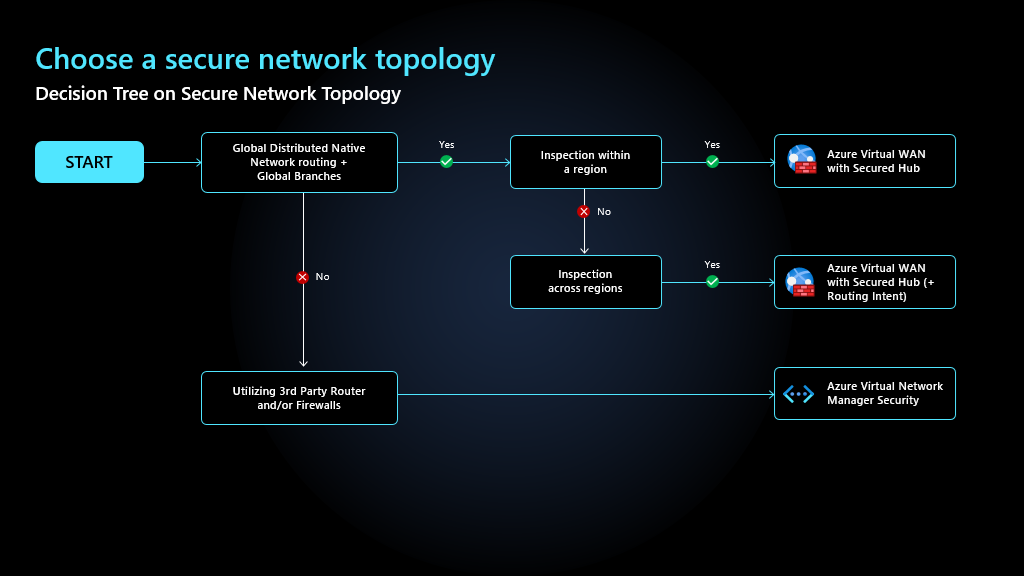 Choose a secure network topology
Decision Tree on Secure Network Topology
START
Global Distributed Native
Network routing +
Global Branches
Yes
Inspection within
a region
Yes
Azure Virtual WAN
with Secured Hub
No
No
Inspection
across regions
Yes
Azure Virtual WAN
with Secured Hub (+
Routing Intent)
Utilizing 3rd Party Router
and/or Firewalls
Azure Virtual Network
Manager Security